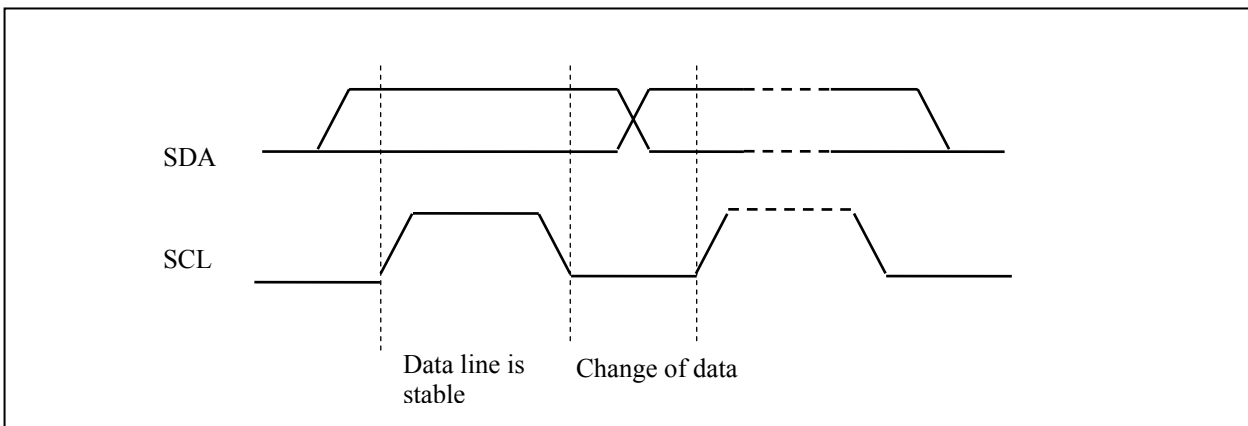 SDA
SCL
Data line is
stable
Change of data